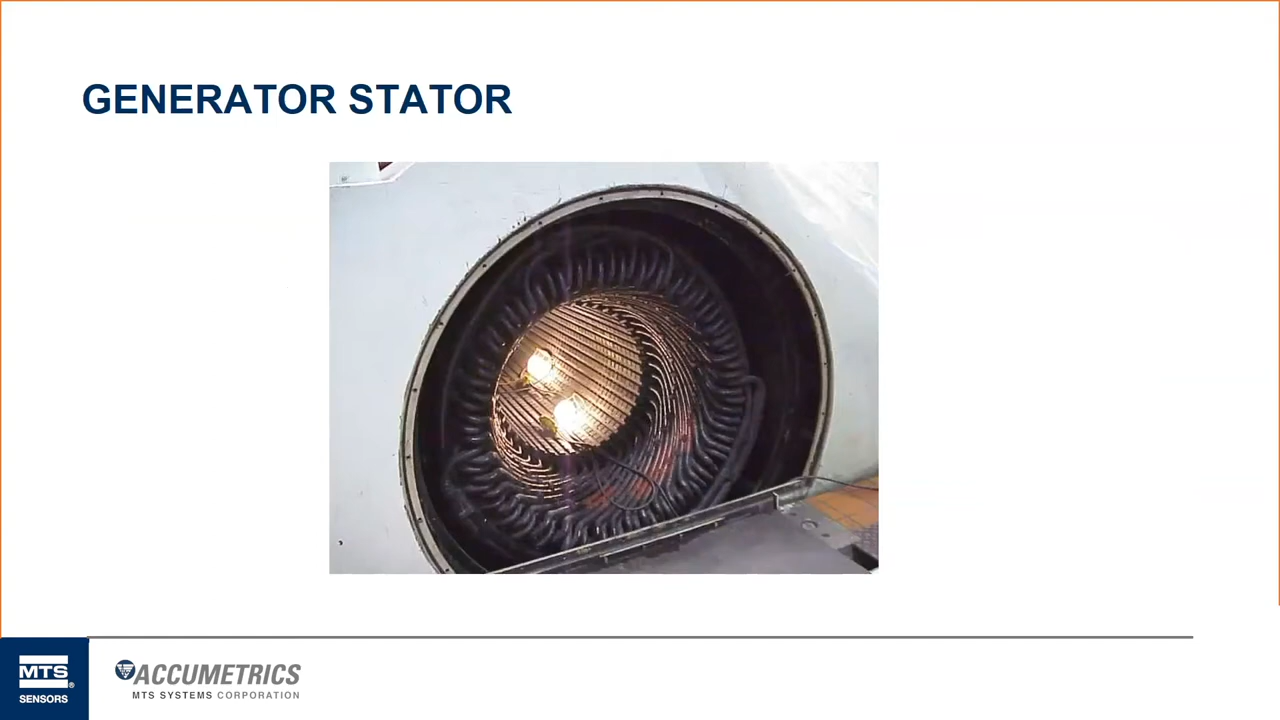 GENERATOR STATOR
MTS®
SENSORS
ACCUMETRICS
MTS SYSTEMS CORPORATION